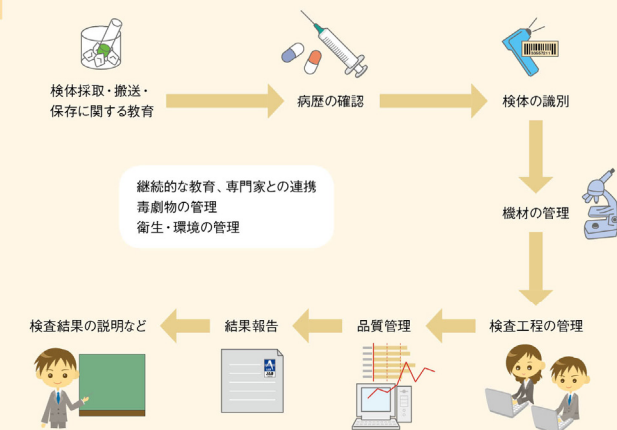 検体採取・搬送・
保存に関する教育
病歴の確認
検体の識別
継続的な教育、専門家との連携
毒劇物の管理
衛生・環境の管理
機材の管理
検査工程の管理
品質管理
結果報告
検査結果の説明など
JAB